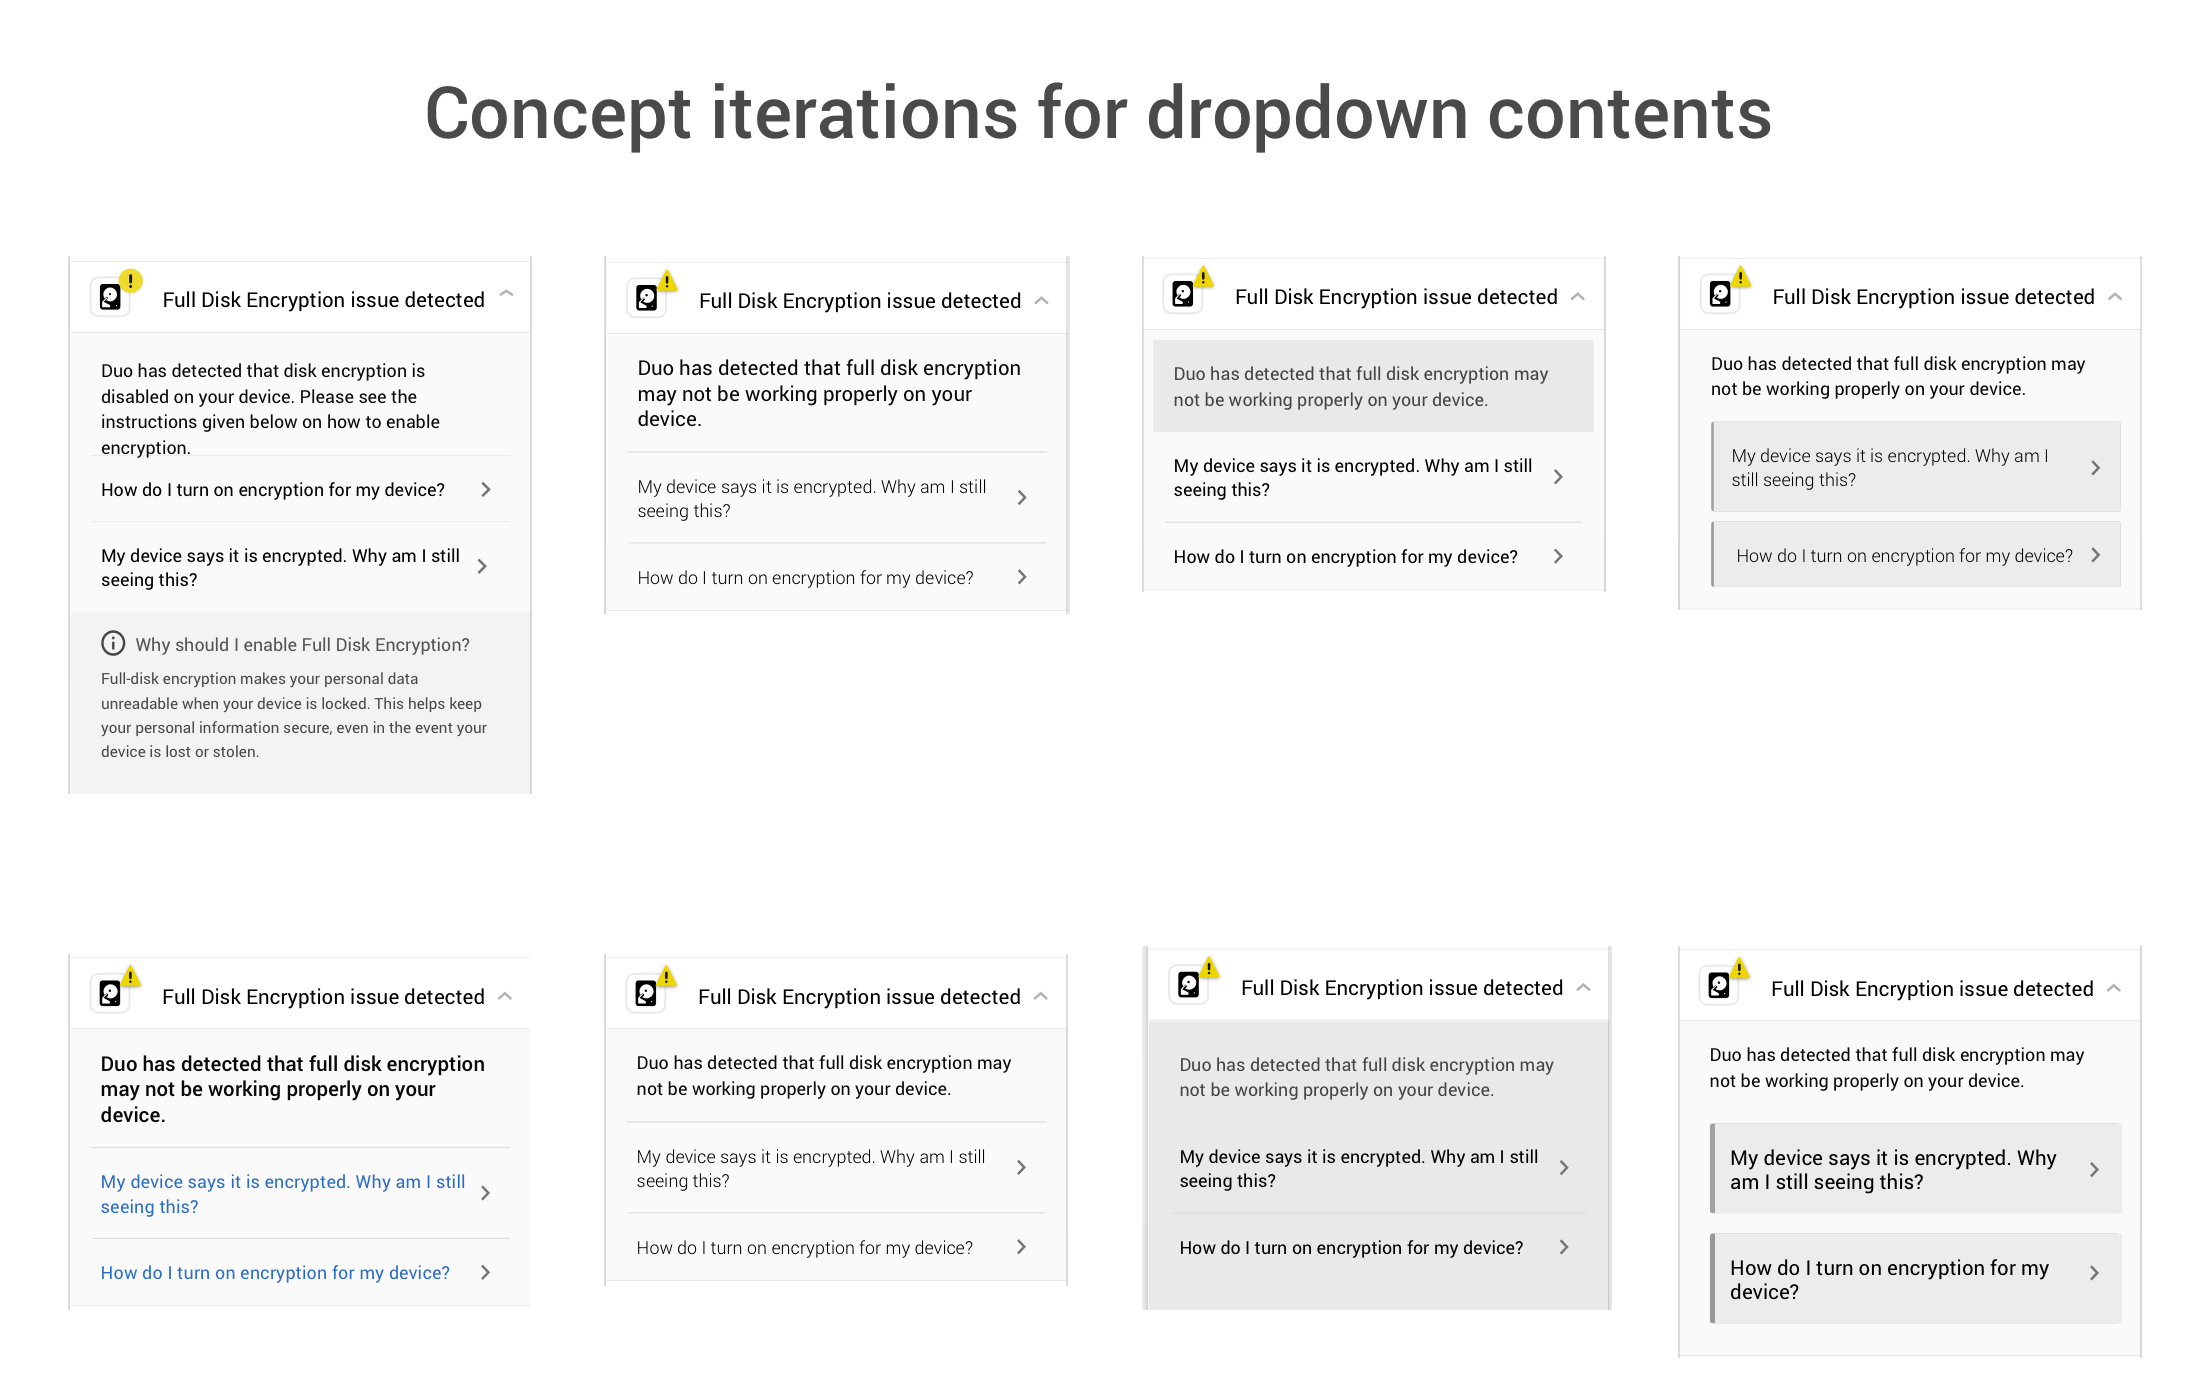 Concept iterations for dropdown contents
Full Disk Encryption issue detected
Duo has detected that disk encryption is
disabled on your device. Please see the
instructions given below on how to enable
encryption.
How do I turn on encryption for my device?
My device says it is encrypted. Why am I still
seeing this?
Why should I enable Full Disk Encryption?
Full-disk encryption makes your personal data
unreadable when your device is locked. This helps keep
your personal information secure, even in the event your
device is lost or stolen.
Full Disk Encryption issue detected
Duo has detected that full disk encryption
may not be working properly on your
device.
My device says it is encrypted. Why am I still
seeing this?
How do I turn on encryption for my device?
Full Disk Encryption issue detected
Duo has detected that full disk encryption may
not be working properly on your device.
My device says it is encrypted. Why am I still
seeing this?
How do I turn on encryption for my device?
Full Disk Encryption issue detected
Duo has detected that full disk encryption may
not be working properly on your device.
My device says it is encrypted. Why am I
still seeing this?
How do I turn on encryption for my device?
Full Disk Encryption issue detected
Duo has detected that full disk encryption
may not be working properly on your
device.
My device says it is encrypted. Why am I still
seeing this?
How do I turn on encryption for my device?
Full Disk Encryption issue detected
Duo has detected that full disk encryption may
not be working properly on your device.
My device says it is encrypted. Why am I still
seeing this?
How do I turn on encryption for my device?
Full Disk Encryption issue detected
Duo has detected that full disk encryption may
not be working properly on your device.
My device says it is encrypted. Why am I still
seeing this?
How do I turn on encryption for my device?
Full Disk Encryption issue detected
Duo has detected that full disk encryption may
not be working properly on your device.
My device says it is encrypted. Why
am I still seeing this?
How do I turn on encryption for my
device?